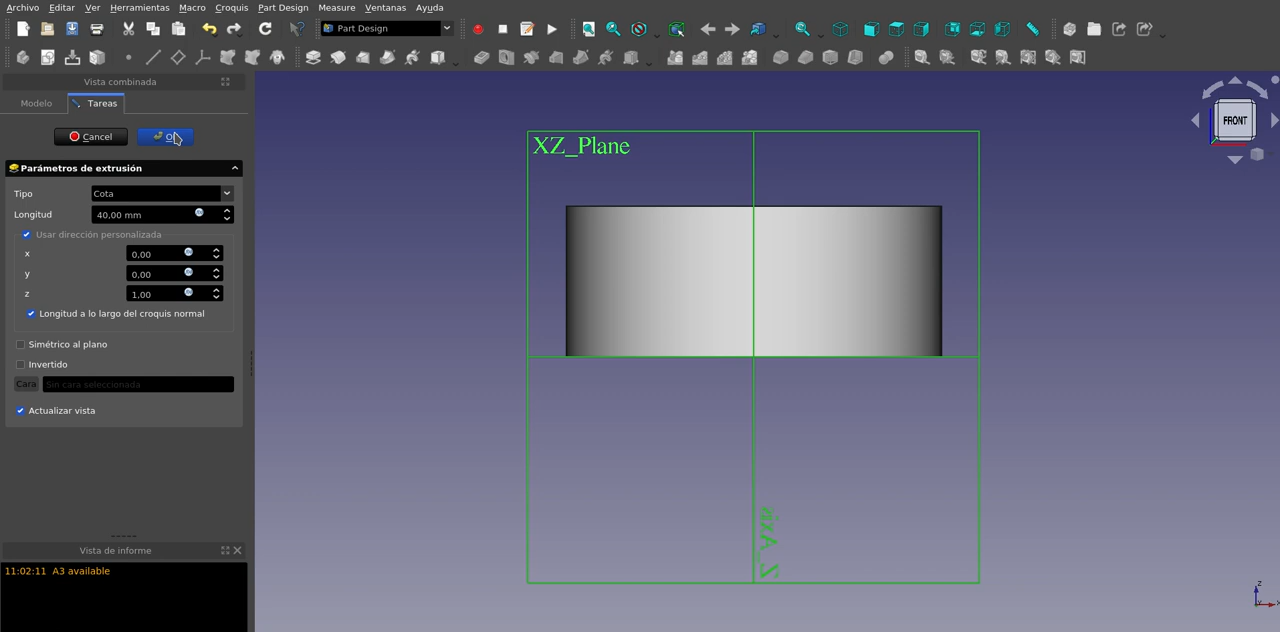 Archivo Editar Ver Herramientas Macro Croquis Part Design Measure Ventanas Ayuda
Part Design
Vista combinada
Modelo Tareas
Cancel
Parámetros de extrusión
Tipo Cota
Longitud 40,00 mm
Usar dirección personalizada
x 0,00
y 0,00
z 1,00
Longitud a lo largo del croquis normal
Simétrico al plano
Invertido
Cara Sin cara seleccionada
Actualizar vista
Vista de informe
11:02:11 A3 available
XZ_Plane
Z_Axis
FRONT
Z
Y X